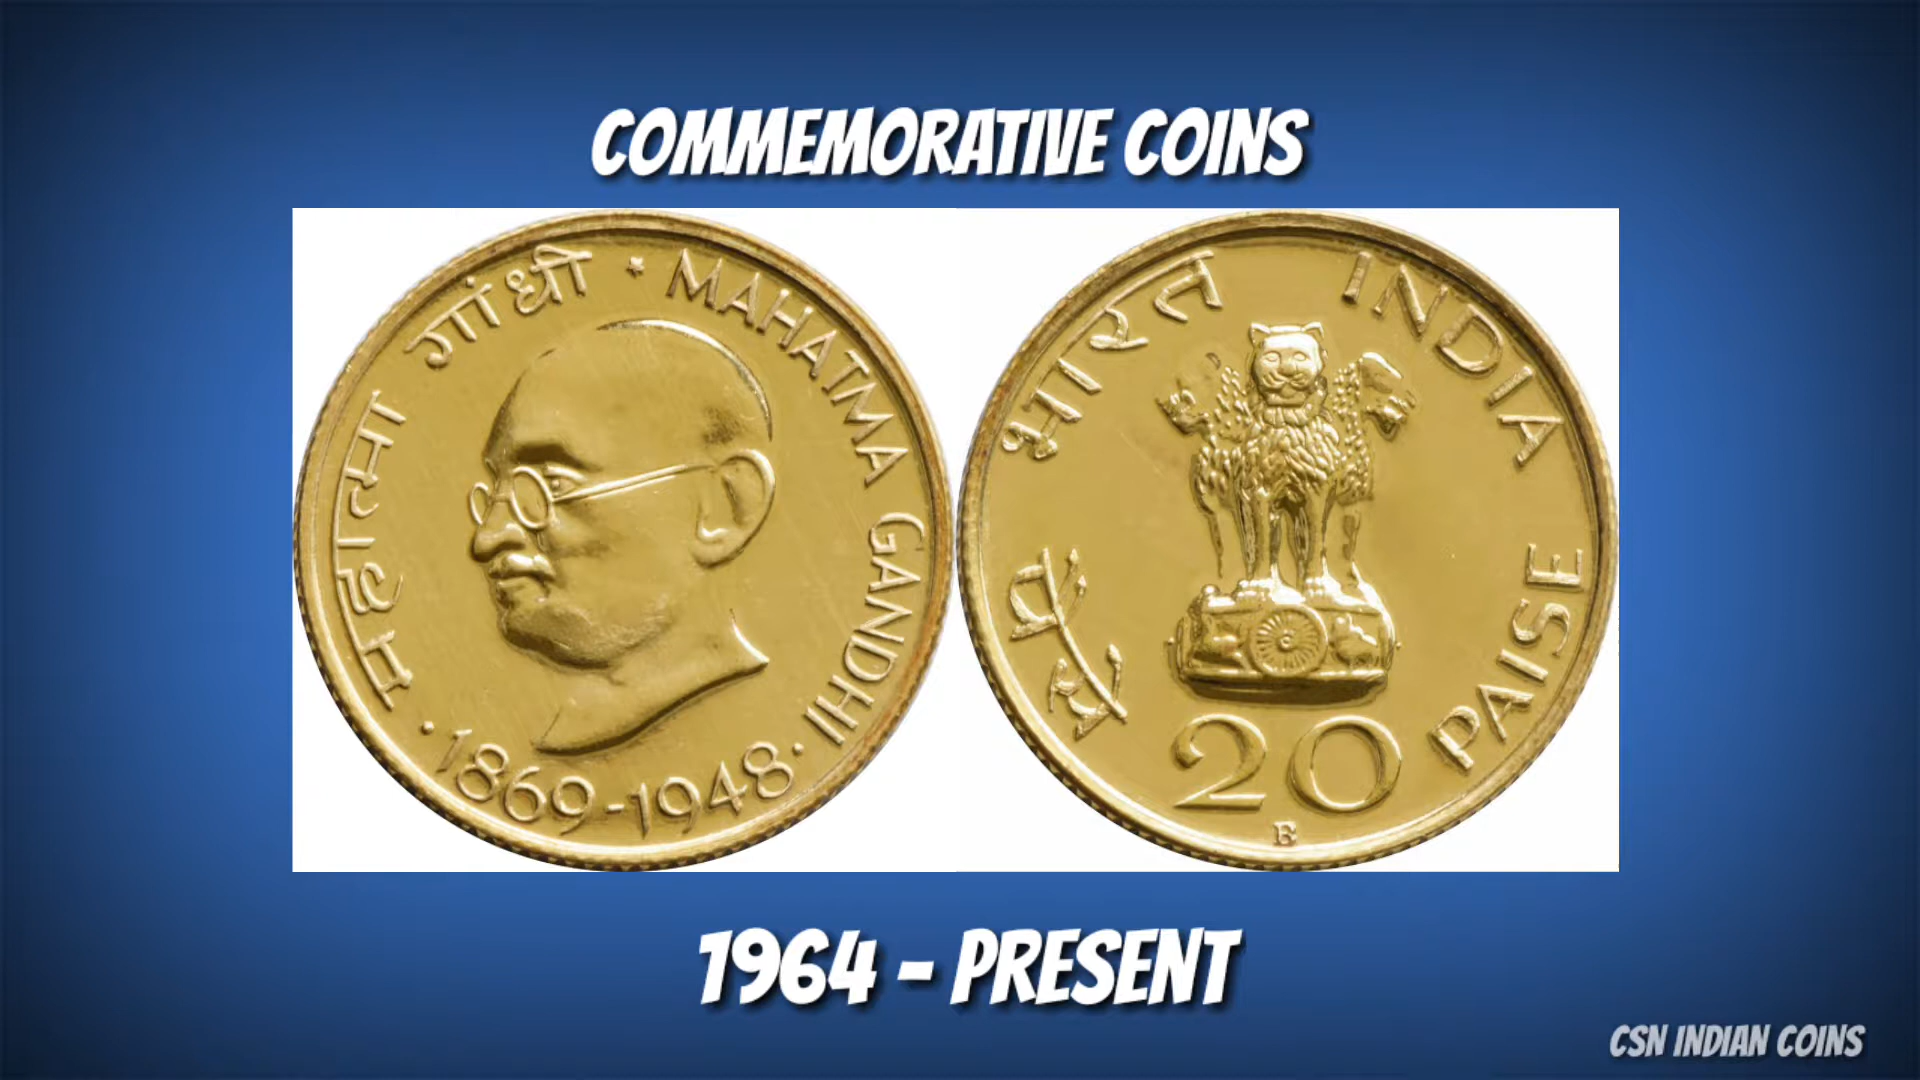 COMMEMORATIVE COINS
महात्मा गांधी • MAHATMA GANDHI
• 1869-1948 •
भारत INDIA
पैसे 20 PAISE
B
1964 - PRESENT
CSN INDIAN COINS